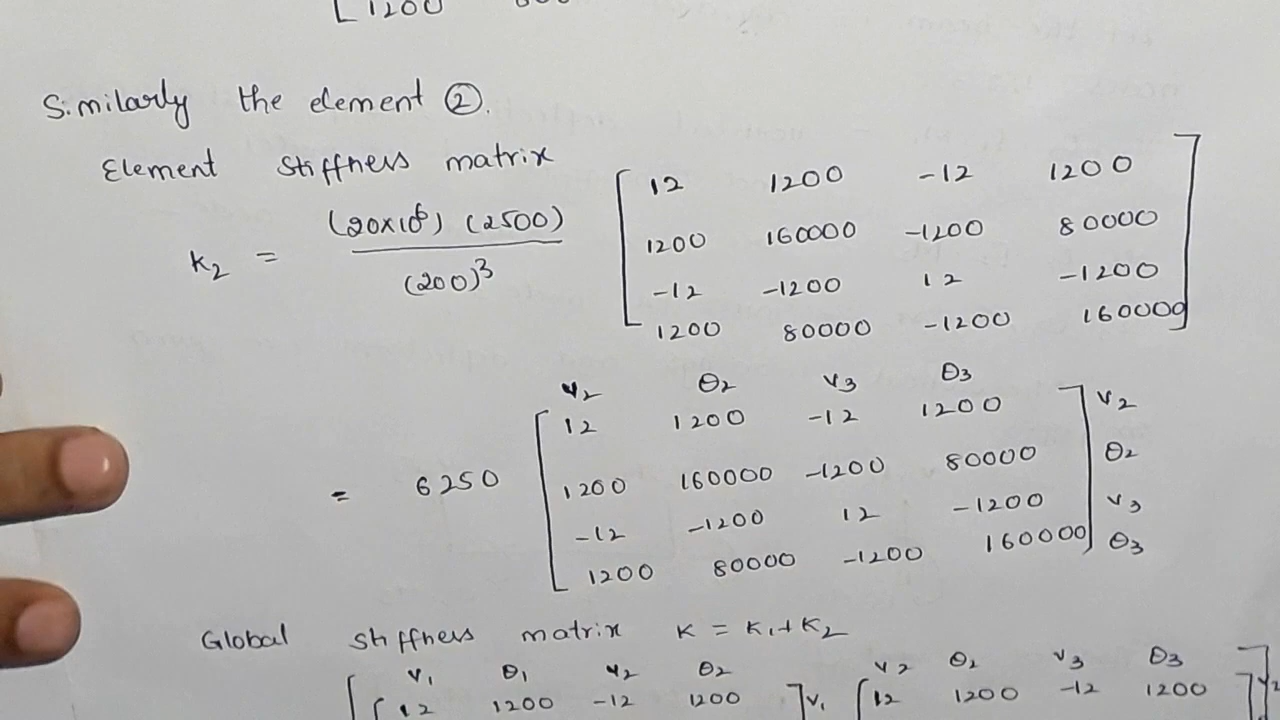 [1200
Similarly the element ②.
Element stiffness matrix
K₂ = (20×10⁶) (2500) / (200)³ [12 1200 -12 1200
1200 160000 -1200 80000
-12 -1200 12 -1200
1200 80000 -1200 160000]
v₂ θ₂ v₃ θ₃
= 6250 [12 1200 -12 1200 v₂
1200 160000 -1200 80000 θ₂
-12 -1200 12 -1200 v₃
1200 80000 -1200 160000] θ₃
Global stiffness matrix K = K₁+K₂
v₁ θ₁ v₂ θ₂ v₂ θ₂ v₃ θ₃
[[12 1200 -12 1200] v₁ [12 1200 -12 1200] v₂]